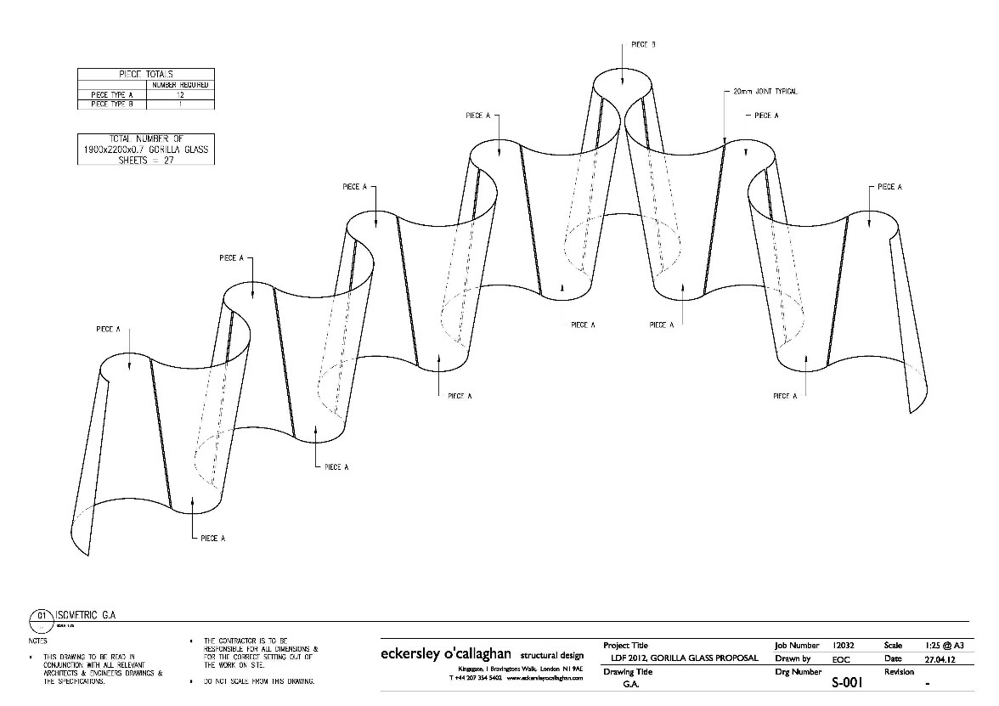 PIECE B
PIECE TOTALS
NUMBER REQUIRED
PIECE TYPE A 12
PIECE TYPE B 1
20mm JOINT TYPICAL
PIECE A
PIECE A
TOTAL NUMBER OF
1900x2200x0.7 GORILLA GLASS
SHEETS = 27
PIECE A
PIECE A
PIECE A
PIECE A
PIECE A
PIECE A
PIECE A
PIECE A
PIECE A
PIECE A
01 ISOMETRIC G.A
SCALE 1:25
NOTES
• THIS DRAWING TO BE READ IN
CONJUNCTION WITH ALL RELEVANT
ARCHITECTS & ENGINEERS DRAWINGS &
THE SPECIFICATIONS.
• THE CONTRACTOR IS TO BE
RESPONSIBLE FOR ALL DIMENSIONS &
FOR THE CORRECT SETTING OUT OF
THE WORK ON SITE.
• DO NOT SCALE FROM THIS DRAWING.
eckersley o'callaghan structural design
Kingsgate, 1 Bravingtons Walk, London N1 9AE
T +44 207 354 5402 www.eckersleyocallaghan.com
Project Title
LDF 2012, GORILLA GLASS PROPOSAL
Drawing Title
G.A.
Job Number 12032
Drawn by EOC
Drg Number
S-001
Scale 1:25 @ A3
Date 27.04.12
Revision
-